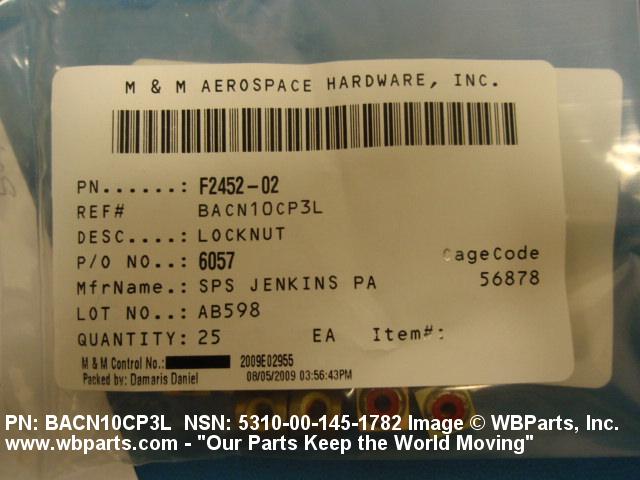 M & M AEROSPACE HARDWARE, INC.
PN......: F2452-02
REF# BACN10CP3L
DESC....: LOCKNUT
P/O NO..: 6057
CageCode
MfrName.: SPS JENKINS PA 56878
LOT NO..: AB598
QUANTITY: 25 EA Item#:
M & M Control No.: 2009E02955
Packed by: Damaris Daniel 08/05/2009 03:56:43PM
PN: BACN10CP3L NSN: 5310-00-145-1782 Image © WBParts, Inc.
www.wbparts.com - "Our Parts Keep the World Moving"